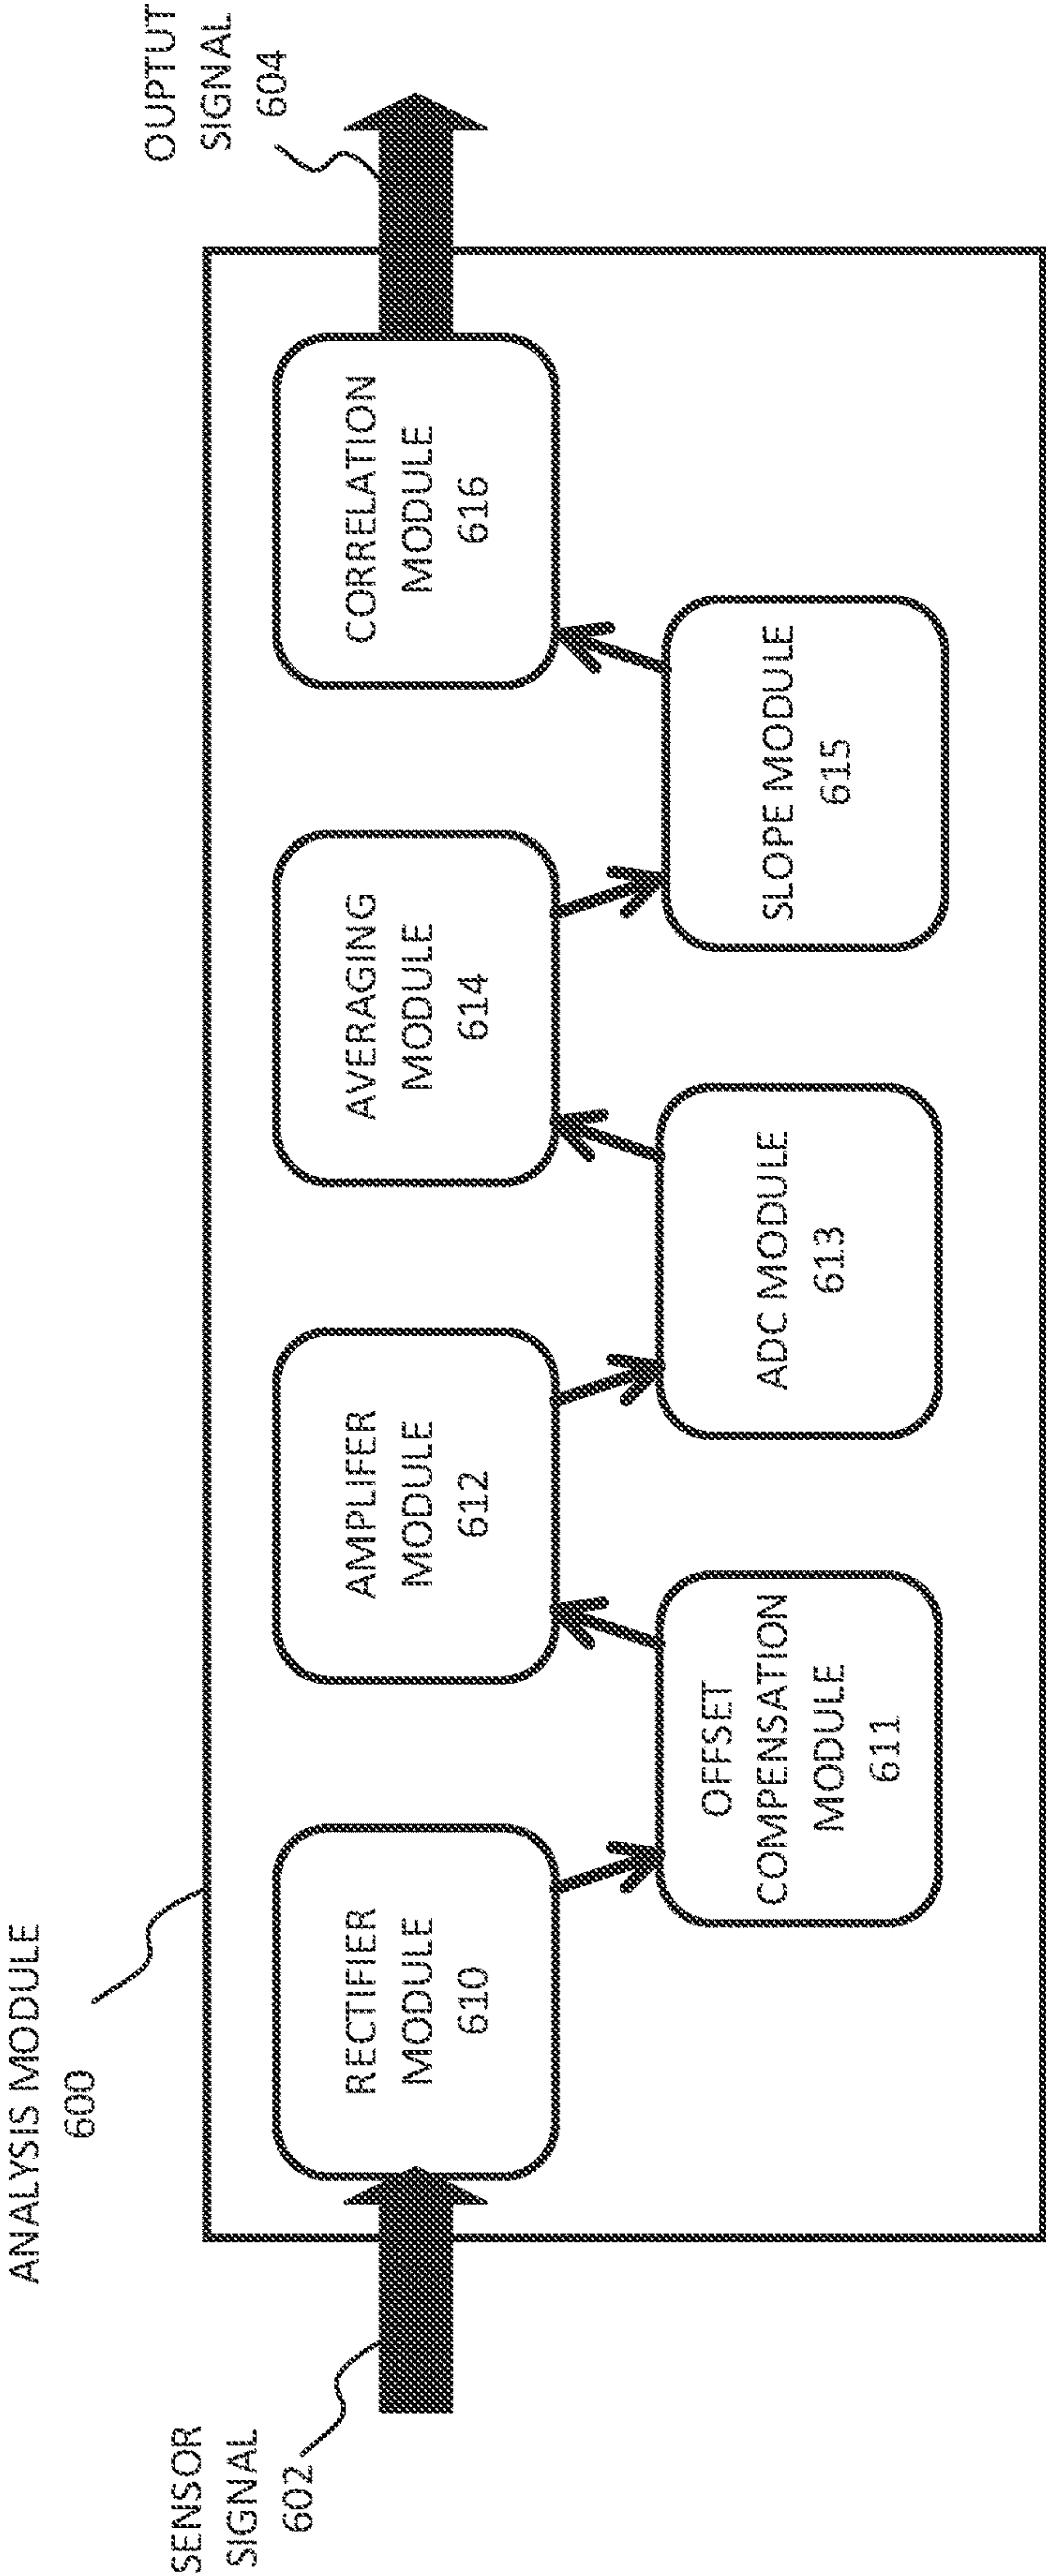 ANALYSIS MODULE
600
SENSOR
SIGNAL
602
RECTIFIER
MODULE
610
OFFSET
COMPENSATION
MODULE
611
AMPLIFER
MODULE
612
ADC MODULE
613
AVERAGING
MODULE
614
SLOPE MODULE
615
CORRELATION
MODULE
616
OUPTUT
SIGNAL
604